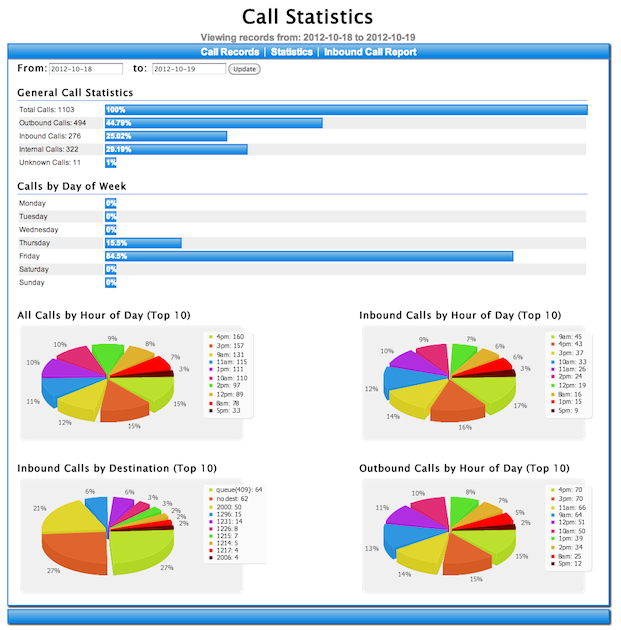 Call Statistics
Viewing records from: 2012-10-18 to 2012-10-19
Call Records | Statistics | Inbound Call Report
From: 2012-10-18 to: 2012-10-19 Update
General Call Statistics
Total Calls: 1103 100%
Outbound Calls: 494 44.79%
Inbound Calls: 276 25.02%
Internal Calls: 322 29.19%
Unknown Calls: 11 1%
Calls by Day of Week
Monday 0%
Tuesday 0%
Wednesday 0%
Thursday 15.5%
Friday 84.5%
Saturday 0%
Sunday 0%
All Calls by Hour of Day (Top 10)
9%
8%
7%
3%
15%
15%
12%
11%
10%
10%
4pm: 160
3pm: 157
9am: 131
11am: 115
1pm: 111
10am: 110
2pm: 97
12pm: 89
8am: 78
5pm: 33
Inbound Calls by Hour of Day (Top 10)
9%
7%
6%
6%
3%
17%
16%
14%
12%
10%
9am: 45
4pm: 43
3pm: 37
10am: 33
11am: 26
2pm: 24
12pm: 19
8am: 16
1pm: 15
5pm: 9
Inbound Calls by Destination (Top 10)
6%
6%
3%
3%
2%
2%
2%
27%
27%
21%
queue(409): 64
no dest: 62
2000: 50
1296: 15
1231: 14
1226: 8
1215: 7
1214: 5
1217: 4
2006: 4
Outbound Calls by Hour of Day (Top 10)
10%
8%
7%
5%
2%
15%
15%
14%
13%
11%
4pm: 70
3pm: 70
11am: 66
9am: 64
12pm: 51
10am: 50
1pm: 39
2pm: 34
8am: 25
5pm: 12